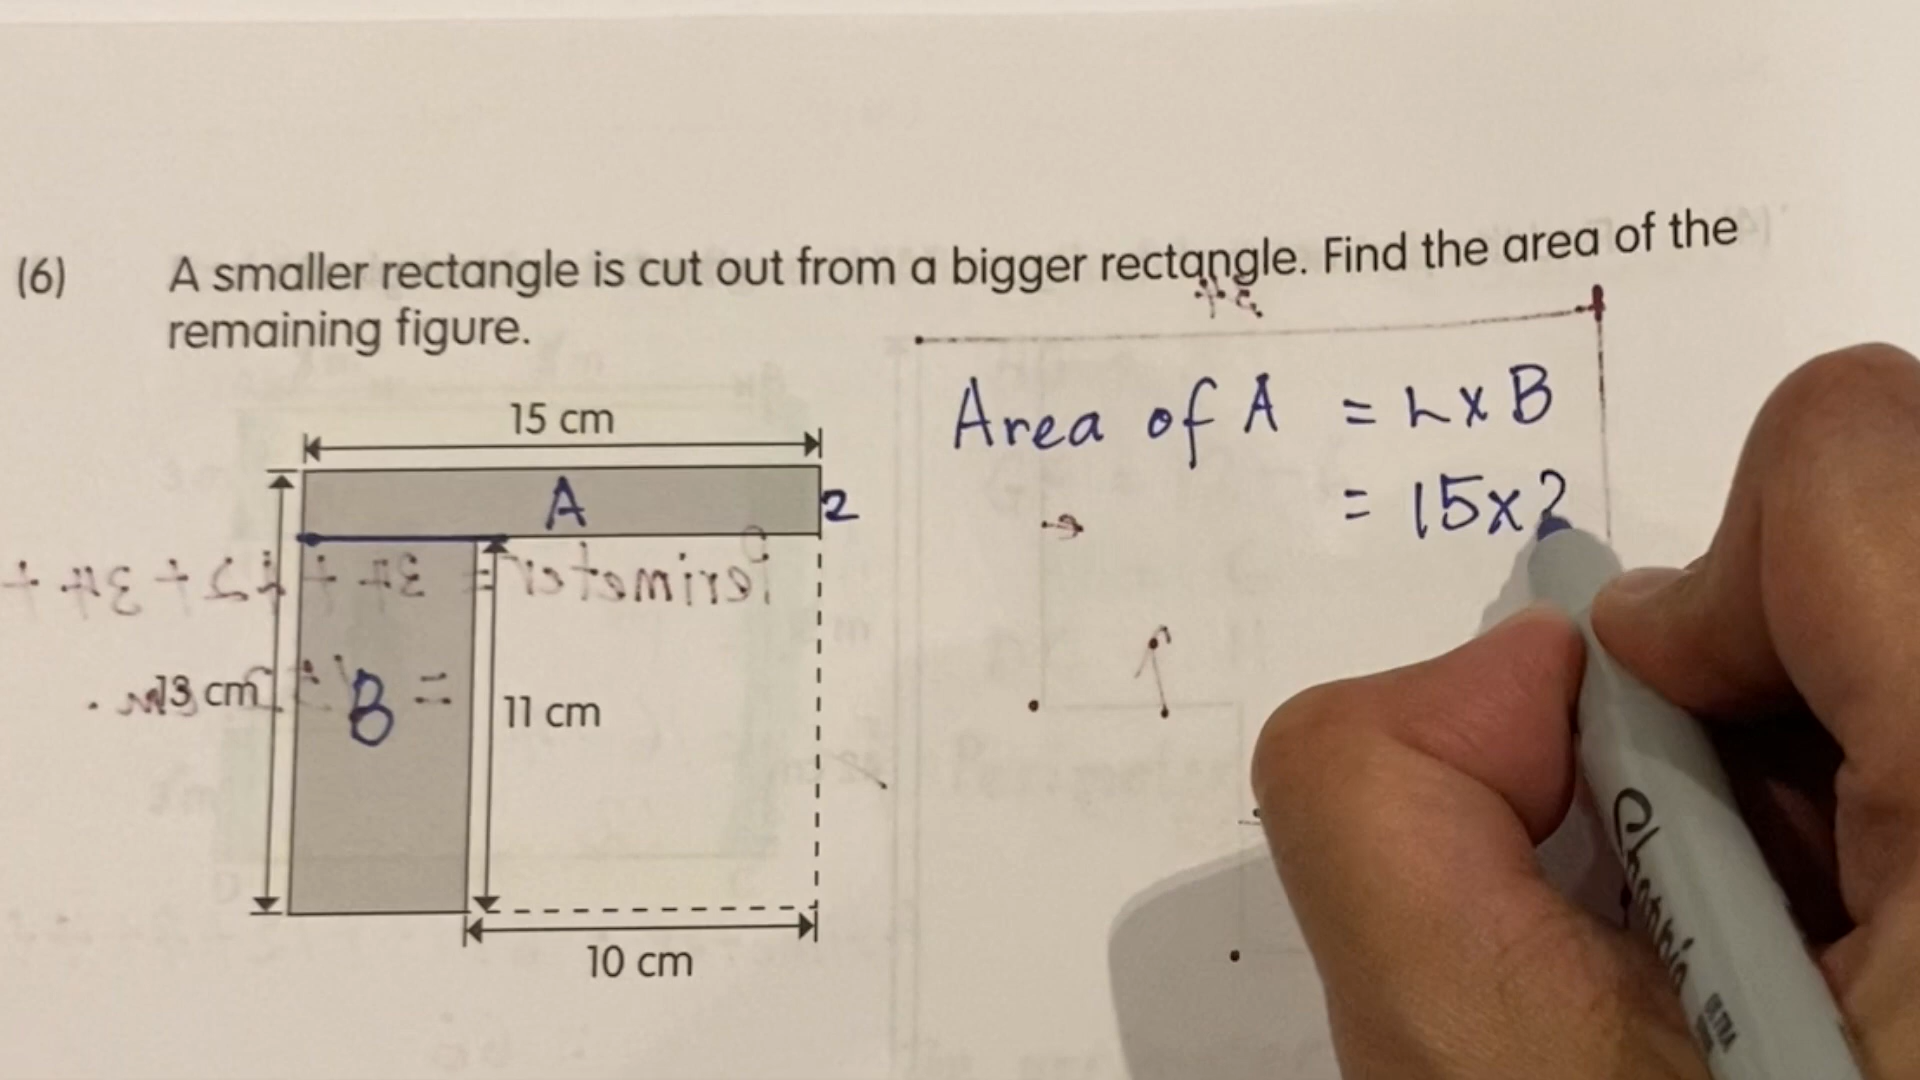 (6) A smaller rectangle is cut out from a bigger rectangle. Find the area of the
remaining figure.
15 cm
A
2
13 cm
B
11 cm
10 cm
Area of A = L x B
= 15 x 2